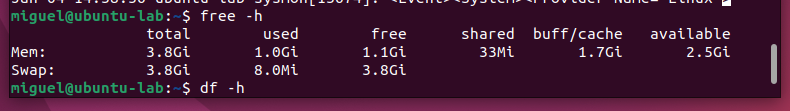 miguel@ubuntu-lab:~$ free -h
total used free shared buff/cache available
Mem: 3.8Gi 1.0Gi 1.1Gi 33Mi 1.7Gi 2.5Gi
Swap: 3.8Gi 8.0Mi 3.8Gi
miguel@ubuntu-lab:~$ df -h